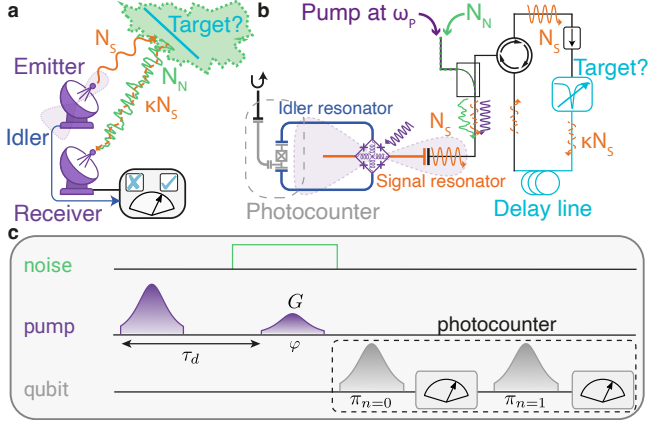 a
N_S
Target?
N_N
Emitter
κN_S
Idler
Receiver
b
Pump at ω_P
N_N
N_S
Target?
Idler resonator
N_S
κN_S
Signal resonator
Photocounter
Delay line
c
noise
pump
G
φ
τ_d
photocounter
qubit
π_{n=0}
π_{n=1}